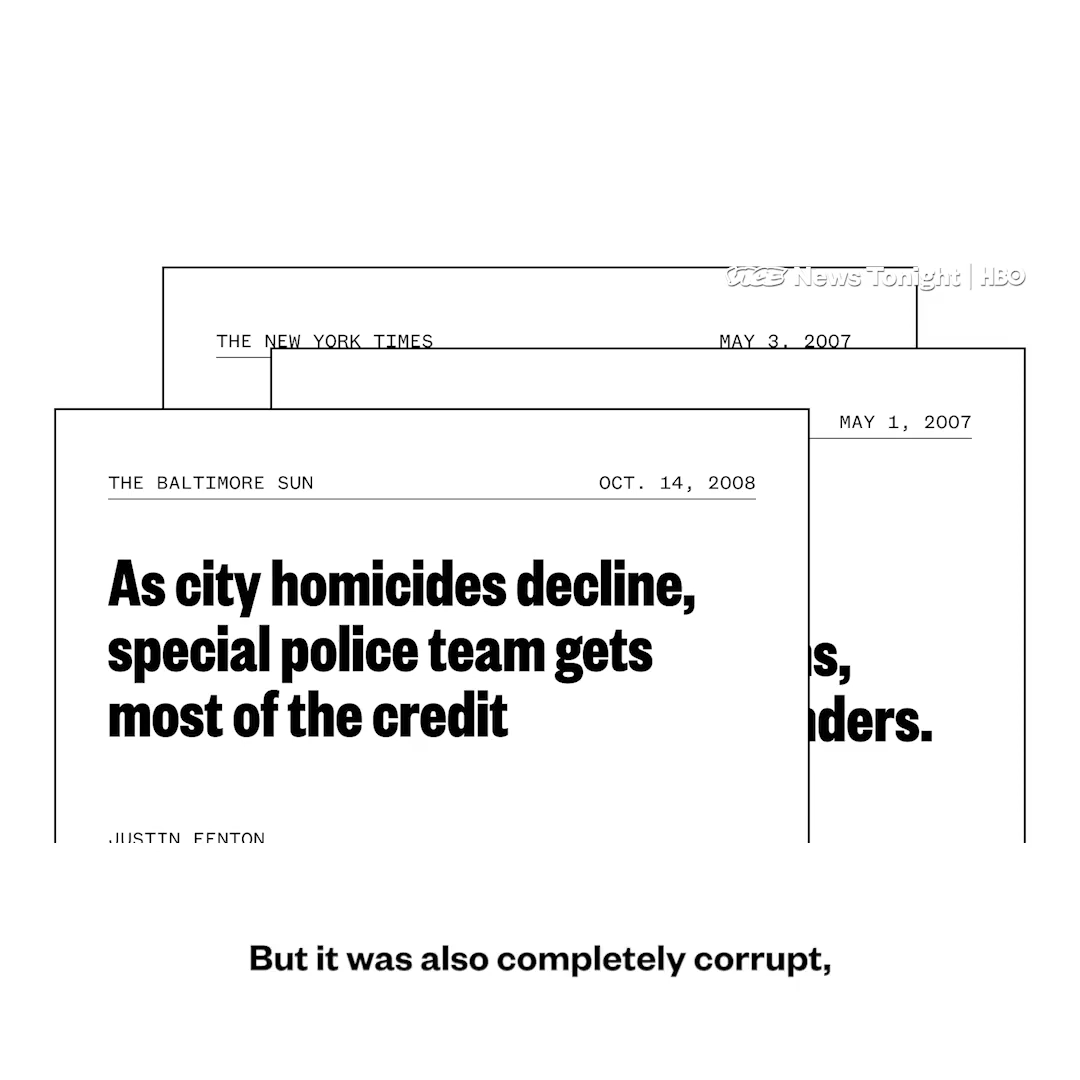 VICE News Tonight | HBO
THE NEW YORK TIMES MAY 3, 2007
MAY 1, 2007
THE BALTIMORE SUN OCT. 14, 2008
As city homicides decline,
special police team gets
most of the credit
s,
ders.
JUSTIN FENTON
But it was also completely corrupt,